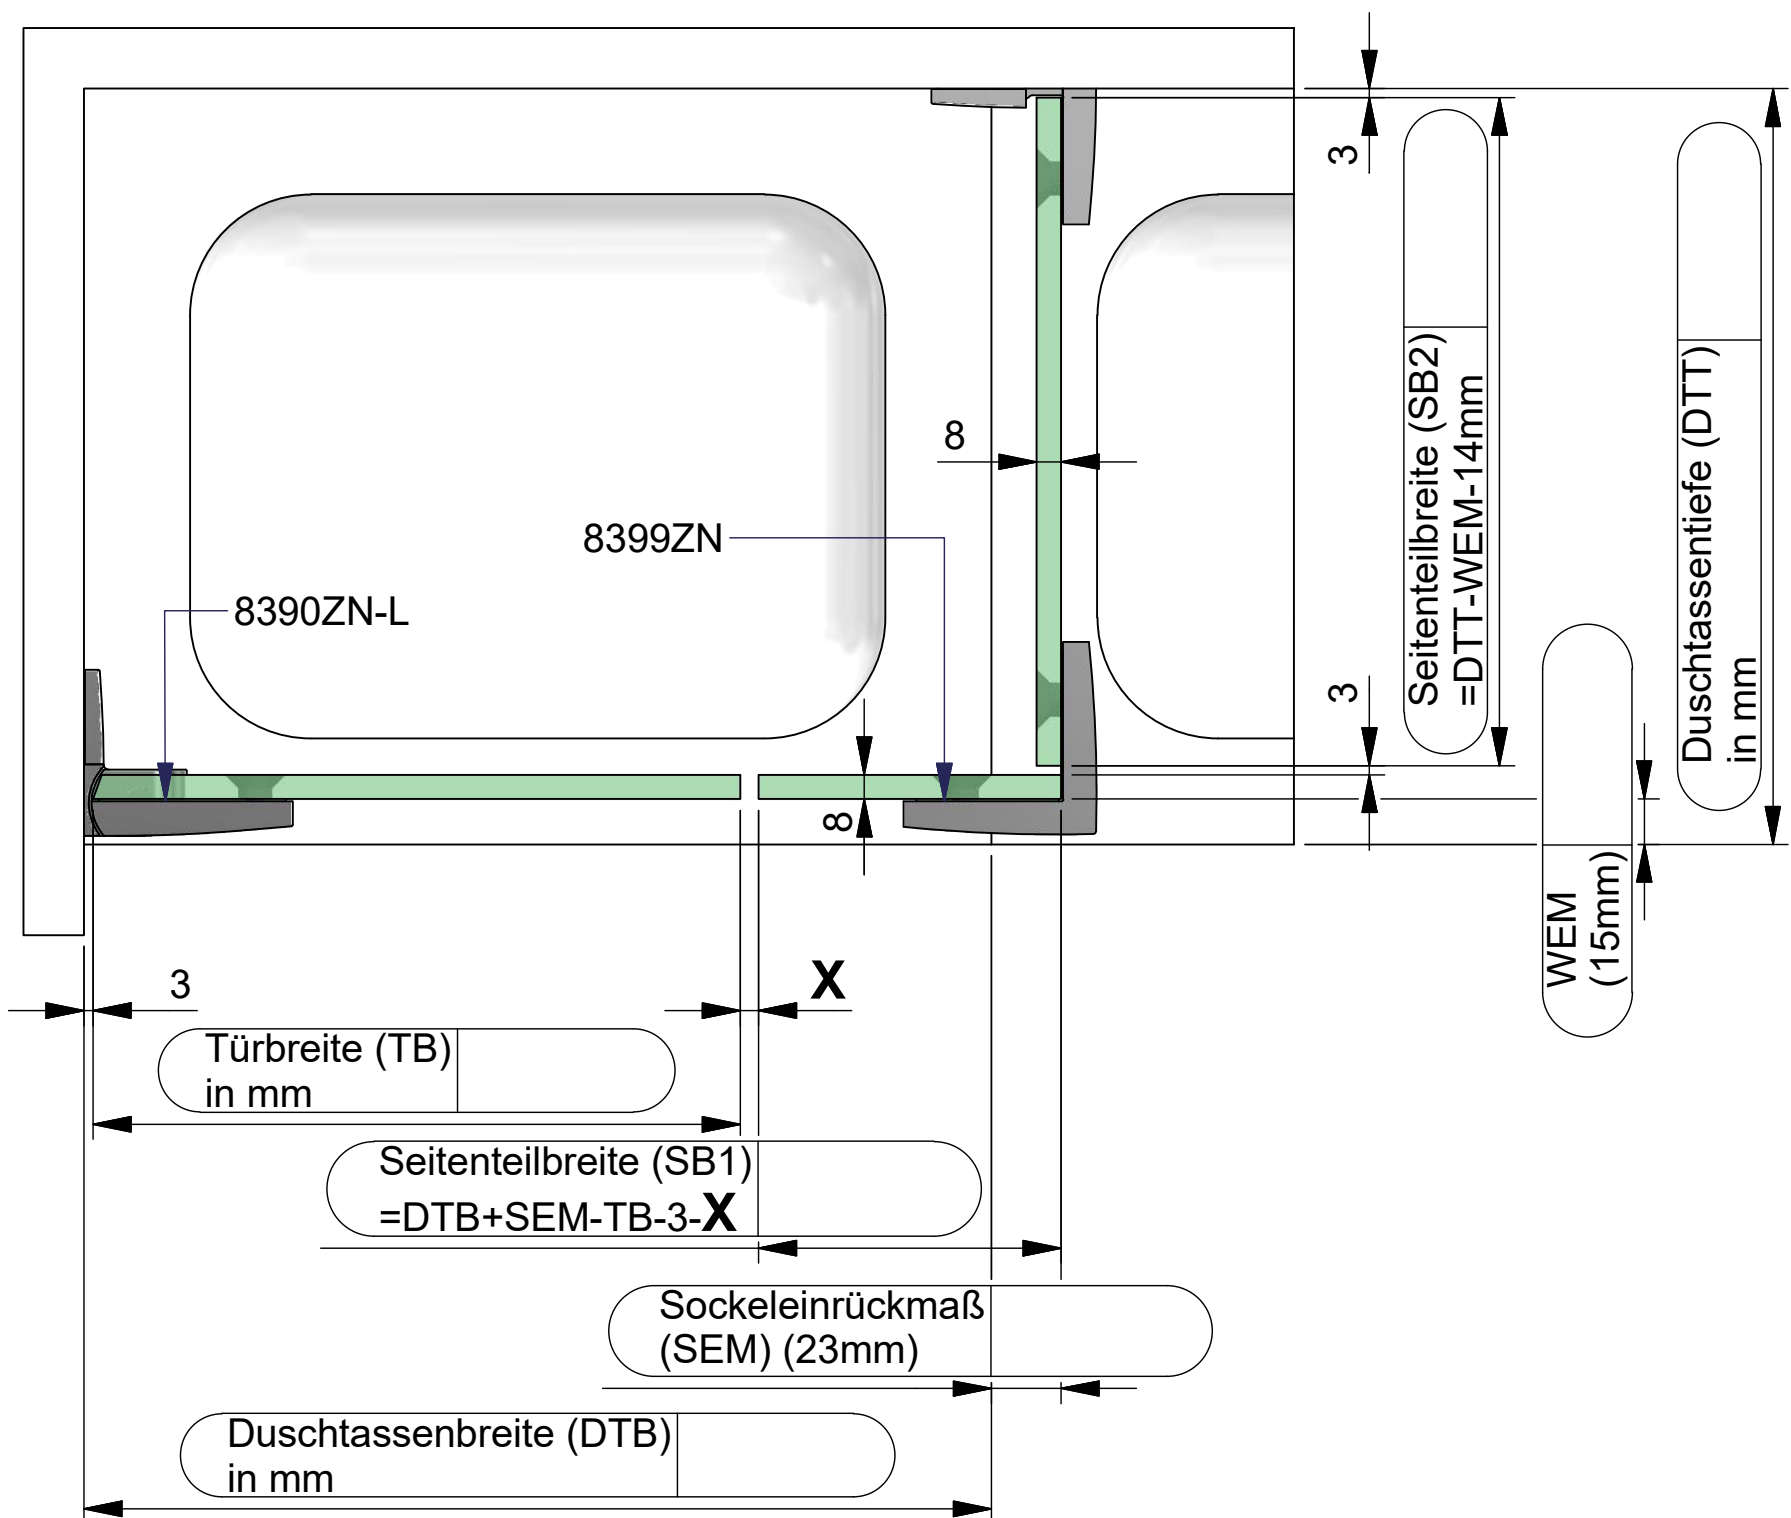 3
8
8399ZN
8390ZN-L
Seitenteilbreite (SB2)
=DTT-WEM-14mm
Duschtassentiefe (DTT)
in mm
3
8
WEM
(15mm)
3
X
Türbreite (TB)
in mm
Seitenteilbreite (SB1)
=DTB+SEM-TB-3-X
Sockeleinrückmaß
(SEM) (23mm)
Duschtassenbreite (DTB)
in mm